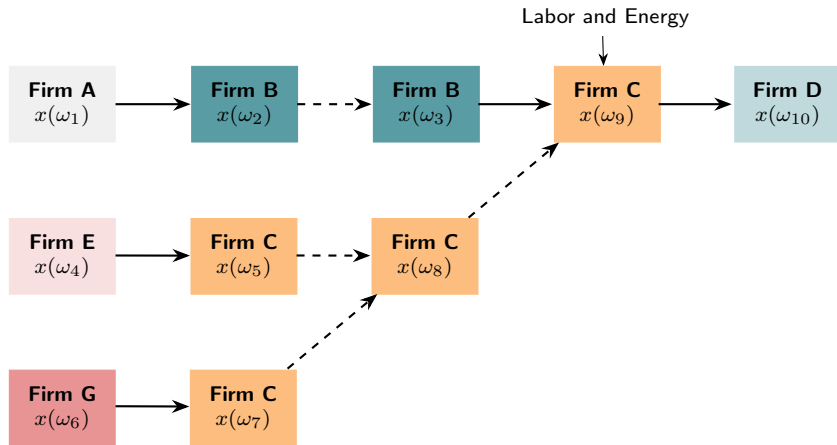 Labor and Energy
Firm A
x(ω₁)
Firm B
x(ω₂)
Firm B
x(ω₃)
Firm C
x(ω₉)
Firm D
x(ω₁₀)
Firm E
x(ω₄)
Firm C
x(ω₅)
Firm C
x(ω₈)
Firm G
x(ω₆)
Firm C
x(ω₇)